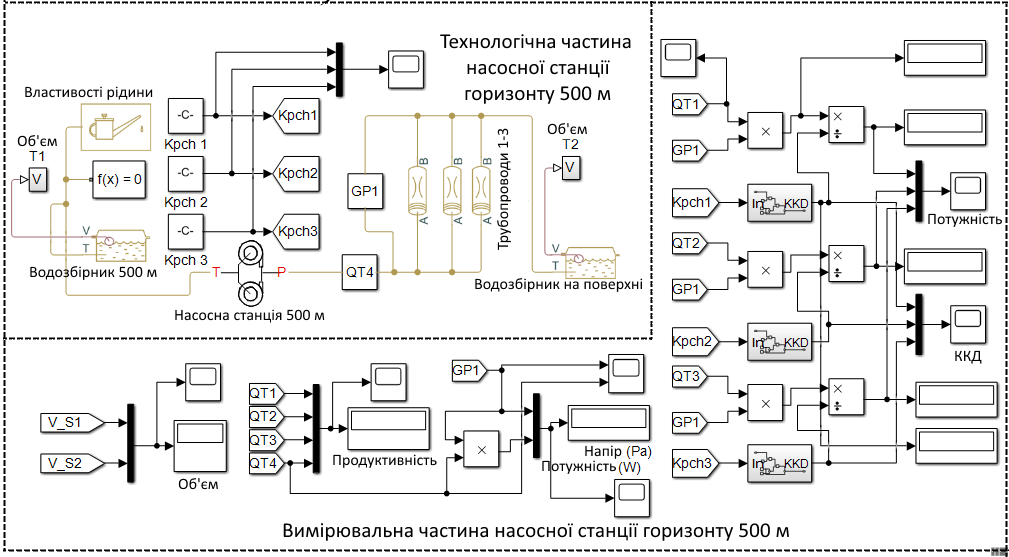 Технологічна частина
насосної станції
горизонту 500 м
Властивості рідини
Об'єм
T1
V
f(x) = 0
V
T
Водозбірник 500 м
-C-
Kpch 1
Kpch1
-C-
Kpch 2
Kpch2
-C-
Kpch 3
Kpch3
T
P
Насосна станція 500 м
GP1
QT4
B
A
B
A
B
A
Трубопроводи 1-3
Об'єм
T2
V
V
T
Водозбірник на поверхні
V_S1
V_S2
Об'єм
QT1
QT2
QT3
QT4
Продуктивність
GP1
×
Напір (Pa)
Потужність (W)
Вимірювальна частина насосної станції горизонту 500 м
QT1
GP1
×
×
÷
Kpch1
In
KKD
Потужність
QT2
GP1
×
×
÷
Kpch2
In
KKD
ККД
QT3
GP1
×
×
÷
Kpch3
In
KKD